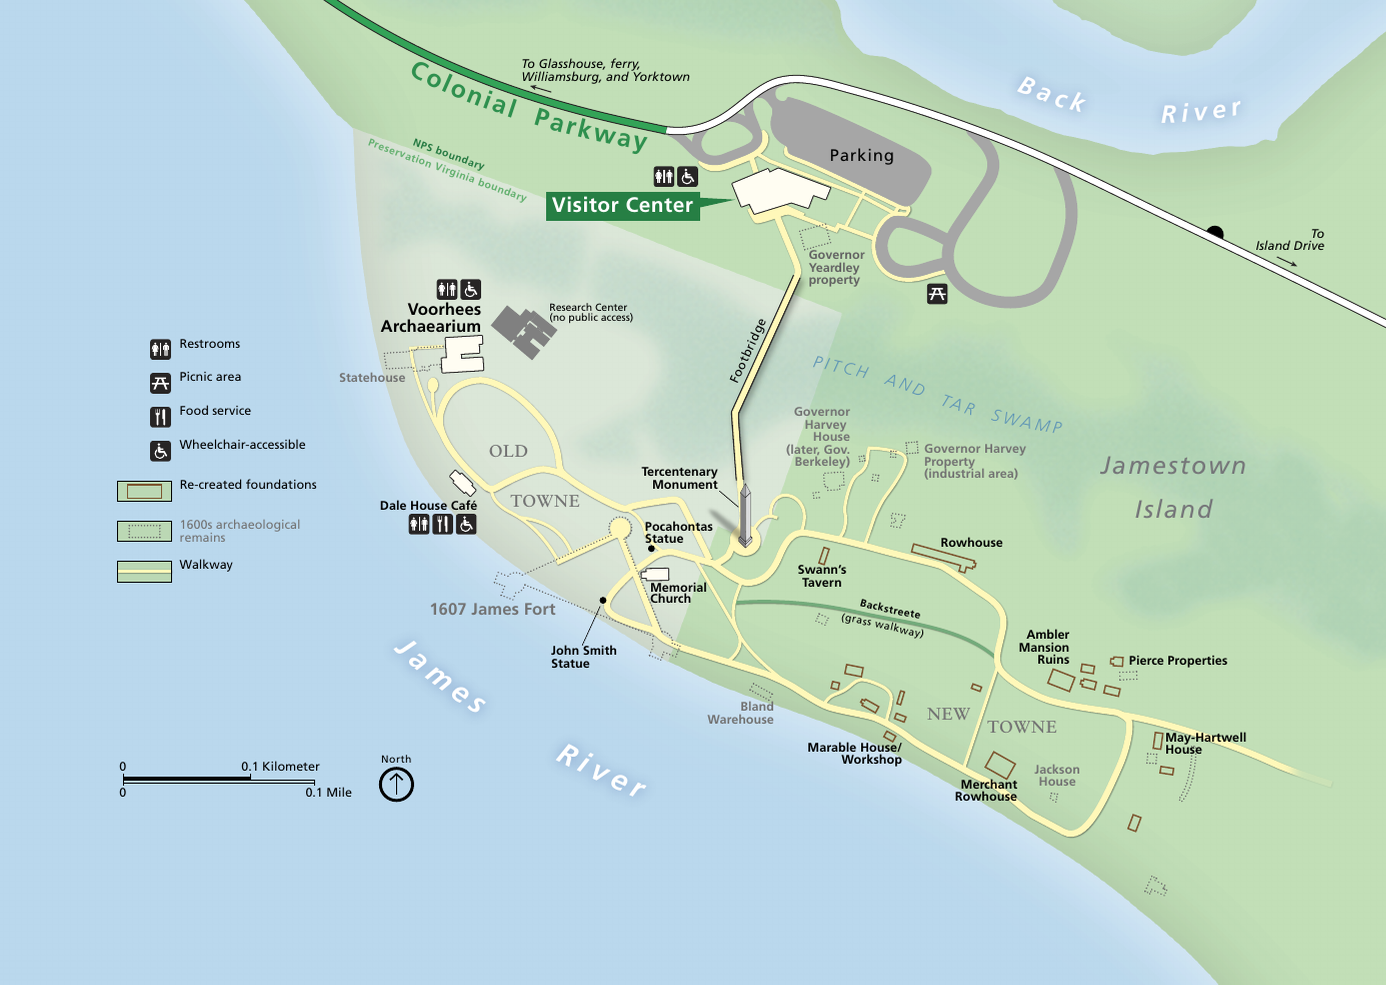 To Glasshouse, ferry,
Williamsburg, and Yorktown
Colonial Parkway
Back River
Parking
NPS boundary
Preservation Virginia boundary
Visitor Center
To
Island Drive
Governor
Yeardley
property
Voorhees
Archaearium
Research Center
(no public access)
Footbridge
Statehouse
PITCH AND TAR SWAMP
Restrooms
Picnic area
Food service
Wheelchair-accessible
Re-created foundations
1600s archaeological
remains
Walkway
Governor
Harvey
House
(later, Gov.
Berkeley)
Governor Harvey
Property
(industrial area)
Jamestown
Island
OLD
TOWNE
Tercentenary
Monument
Dale House Café
Pocahontas
Statue
Rowhouse
Swann's
Tavern
Memorial
Church
1607 James Fort
Backstreete
(grass walkway)
John Smith
Statue
Ambler
Mansion
Ruins
Pierce Properties
James River
Bland
Warehouse
NEW
TOWNE
May-Hartwell
House
Marable House/
Workshop
Merchant
Rowhouse
Jackson
House
0 0.1 Kilometer
0 0.1 Mile
North